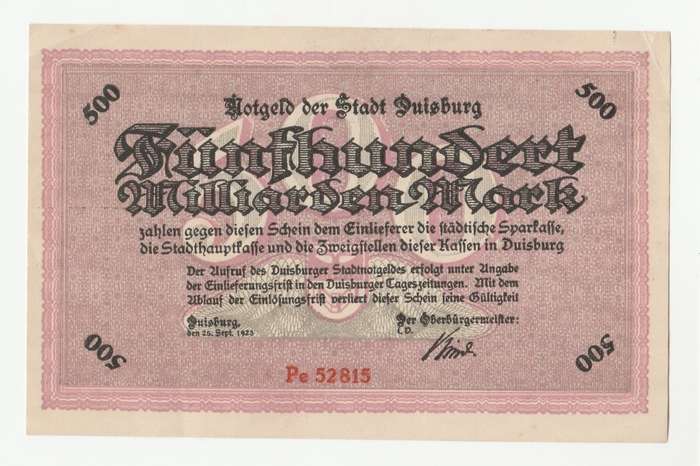 500 500
Notgeld der Stadt Duisburg
Fünfhundert
Milliarden Mark
zahlen gegen diesen Schein dem Einlieferer die städtische Sparkasse,
die Stadthauptkasse und die Zweigstellen dieser Kassen in Duisburg
Der Aufruf des Duisburger Stadtnotgeldes erfolgt unter Angabe
der Einlieferungsfrist in den Duisburger Tageszeitungen. Mit dem
Ablauf der Einlösungsfrist verliert dieser Schein seine Gültigkeit
Duisburg, Der Oberbürgermeister:
den 26. Sept. 1923 I.V.
500 500
Pe 52815